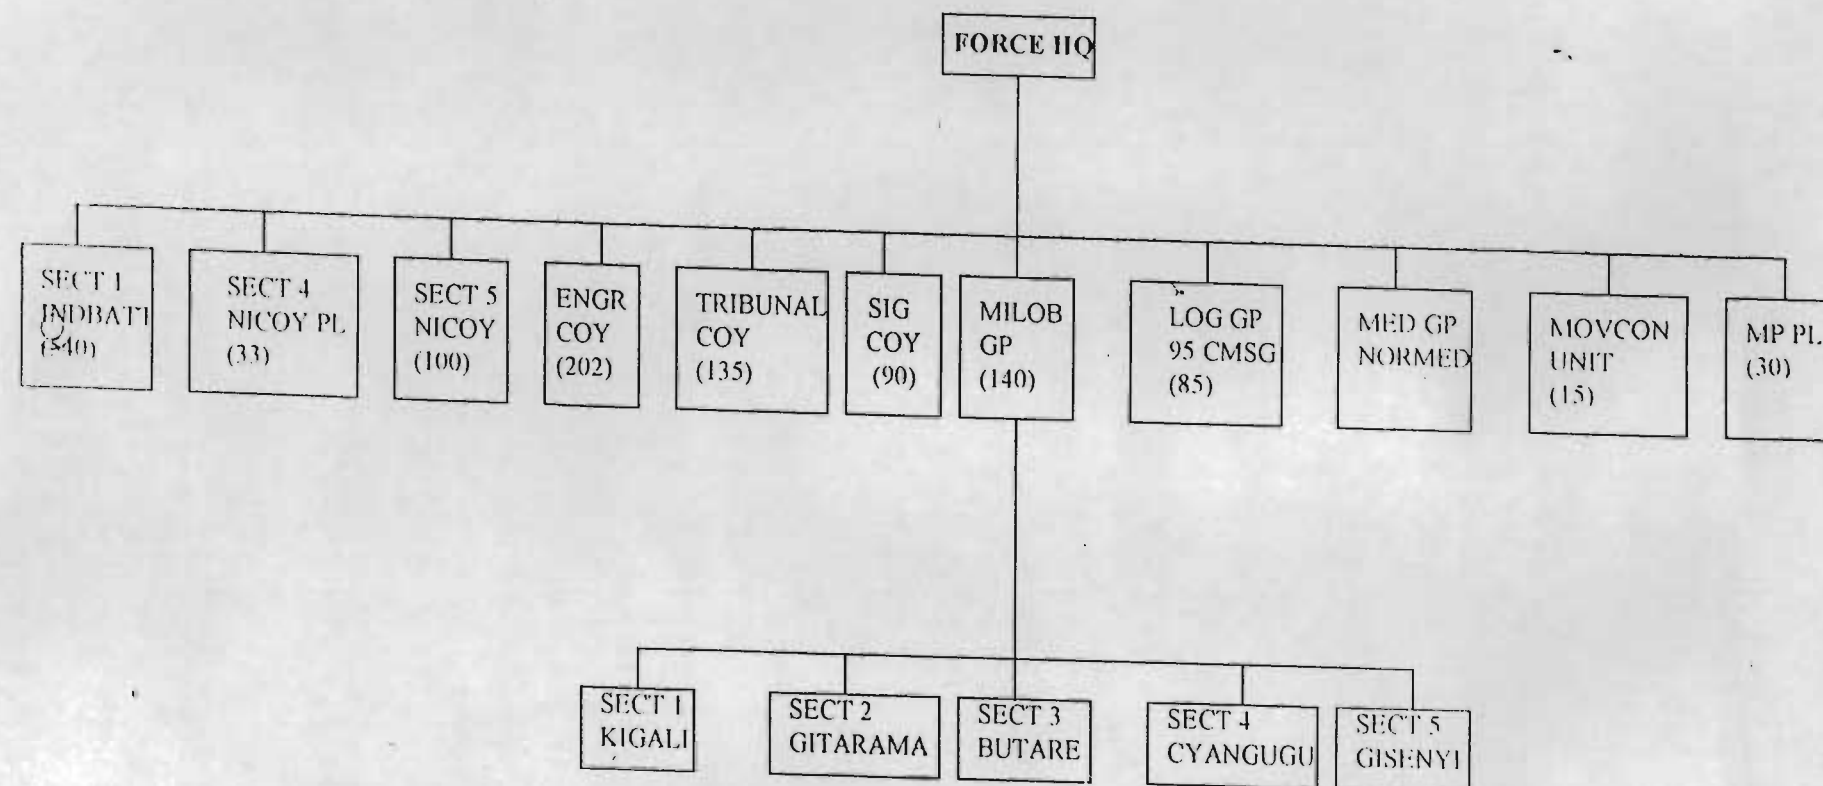 FORCE HQ
SECT 1
INDBATT
SECT 4
NICOY PL
(33)
SECT 5
NICOY
(100)
ENGR
COY
(202)
TRIBUNAL
COY
(135)
SIG
COY
(90)
MILOB
GP
(140)
LOG GP
95 CMSG
(85)
MED GP
NORMED
MOVCON
UNIT
(15)
MP PL
(30)
SECT 1
KIGALI
SECT 2
GITARAMA
SECT 3
BUTARE
SECT 4
CYANGUGU
SECT 5
GISENYI